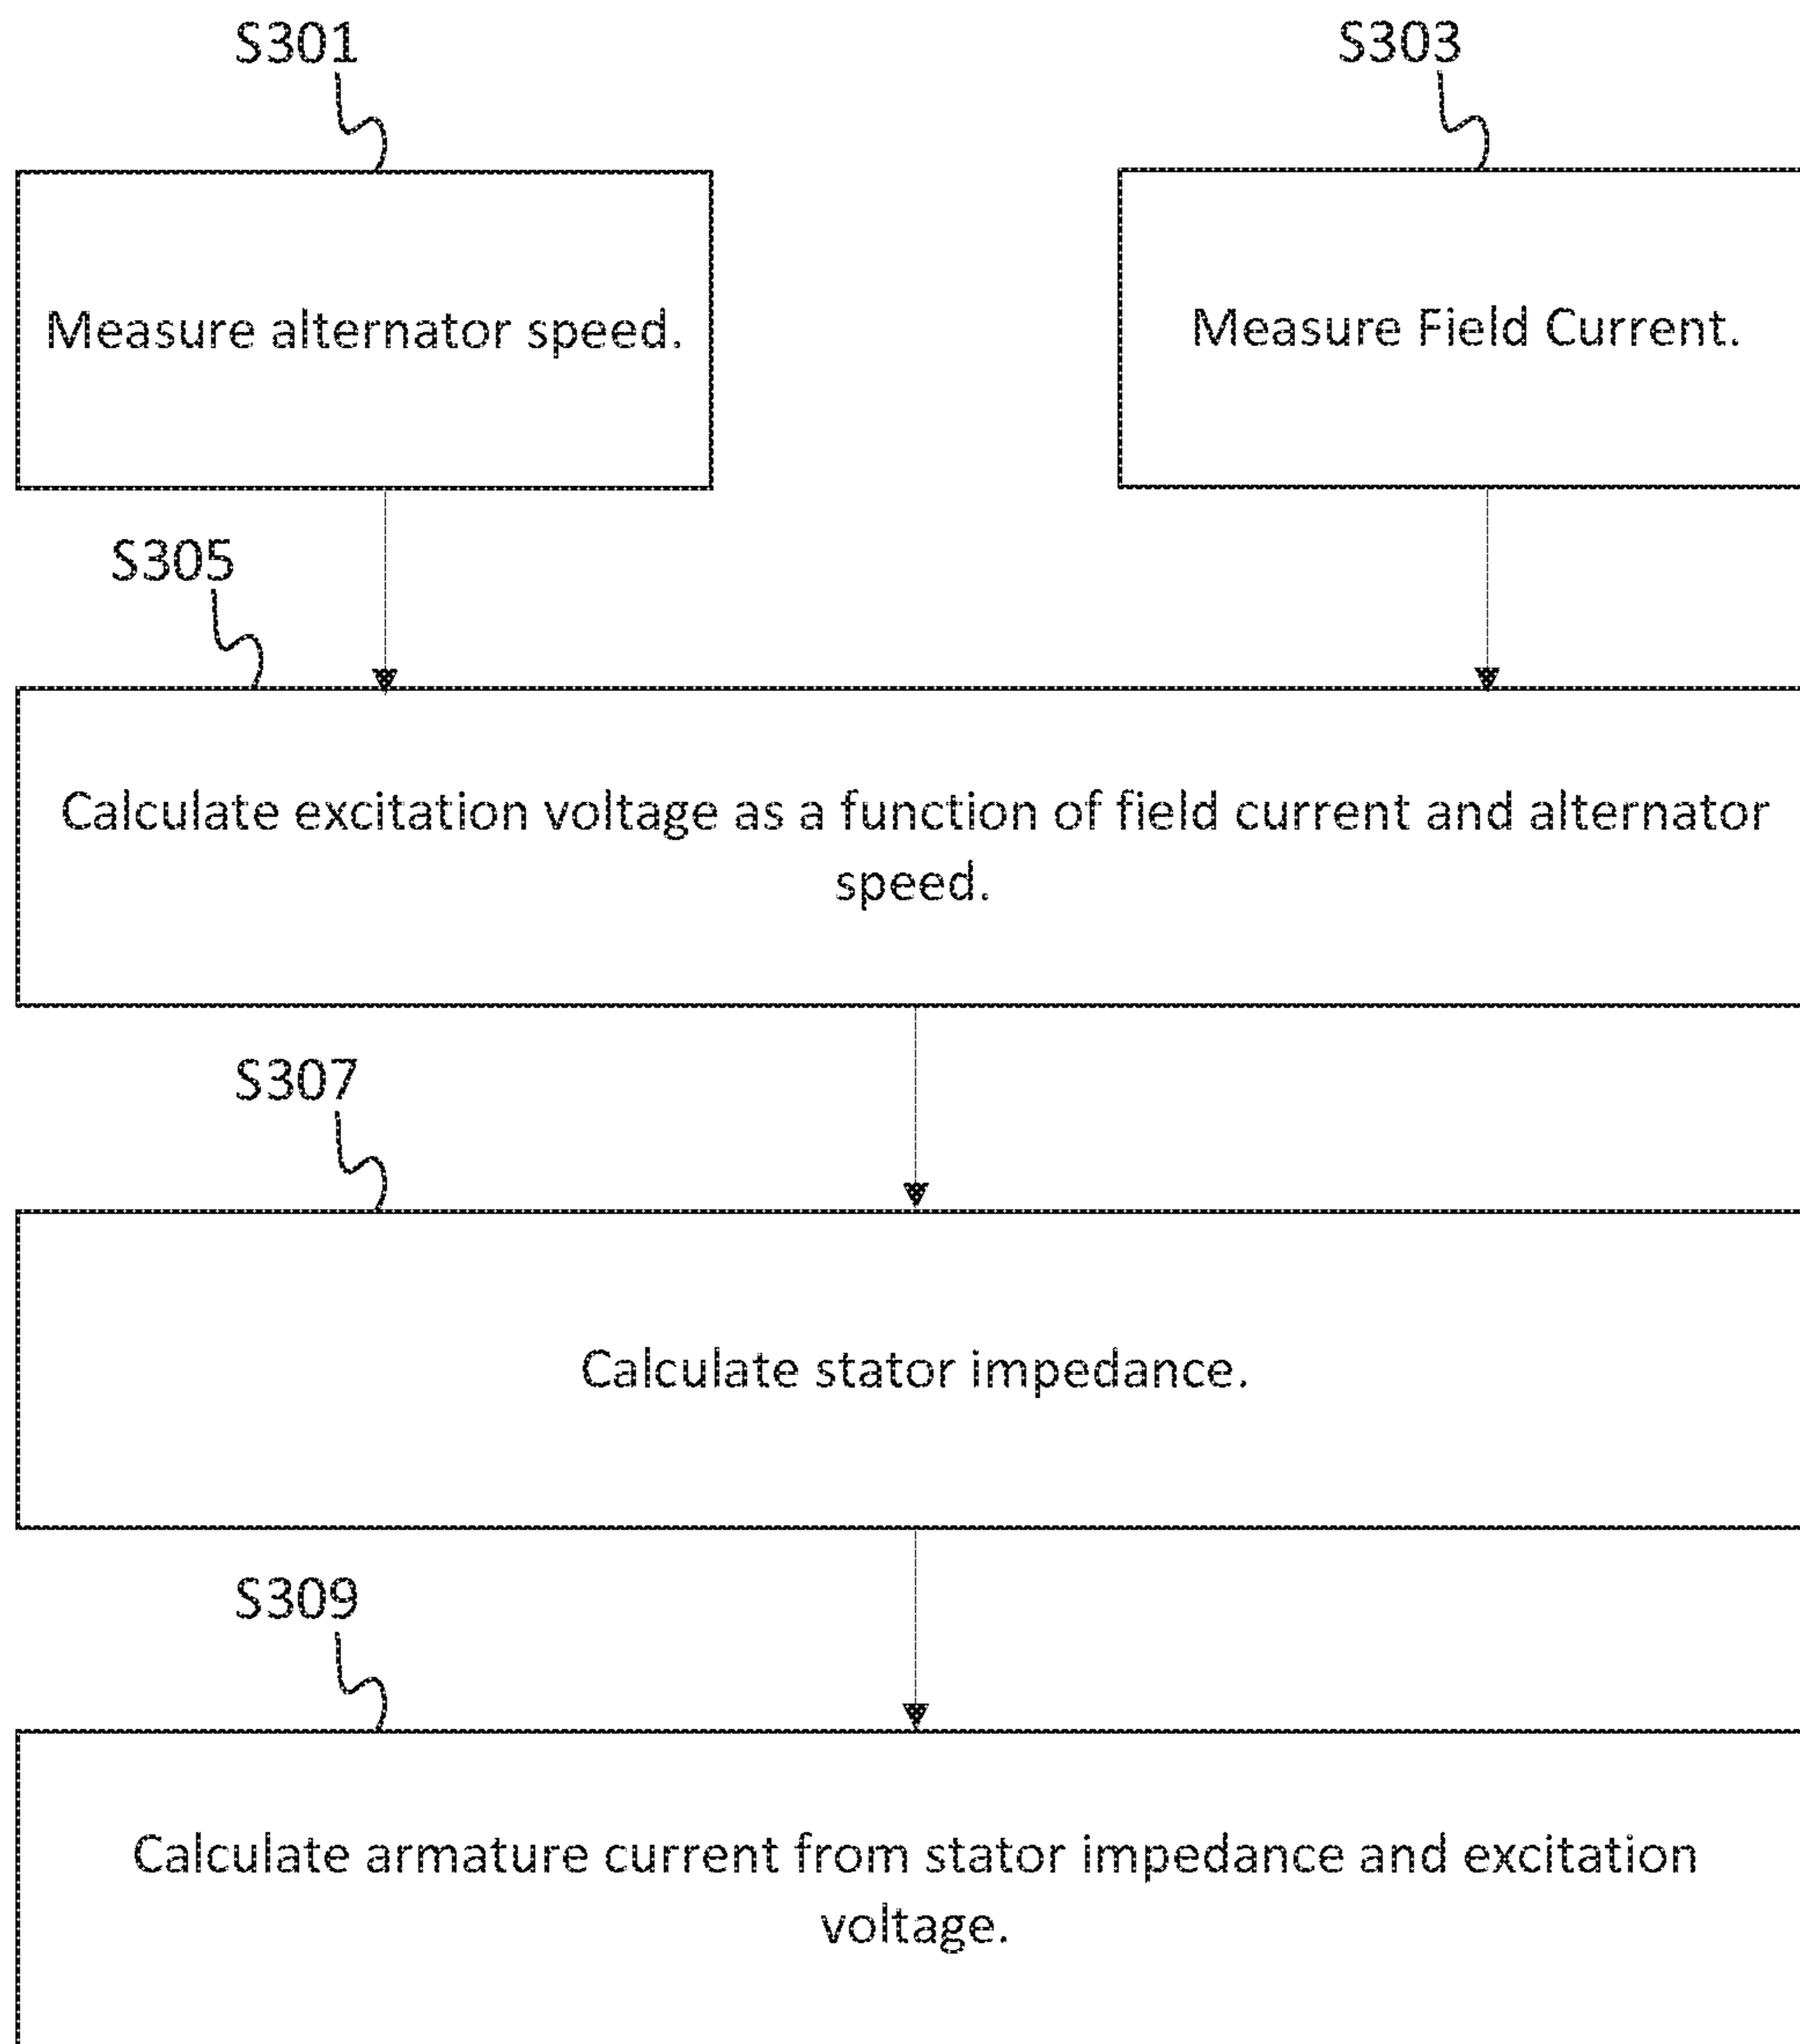 S301
S303
Measure alternator speed.
Measure Field Current.
S305
Calculate excitation voltage as a function of field current and alternator
speed.
S307
Calculate stator impedance.
S309
Calculate armature current from stator impedance and excitation
voltage.